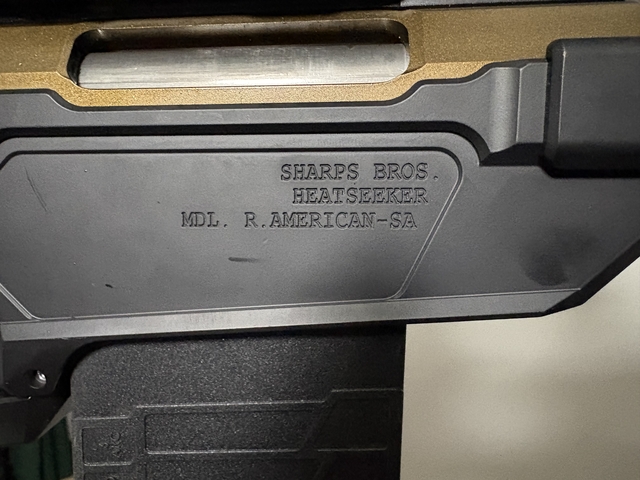 SHARPS BROS.
HEATSEEKER
MDL. R.AMERICAN-SA